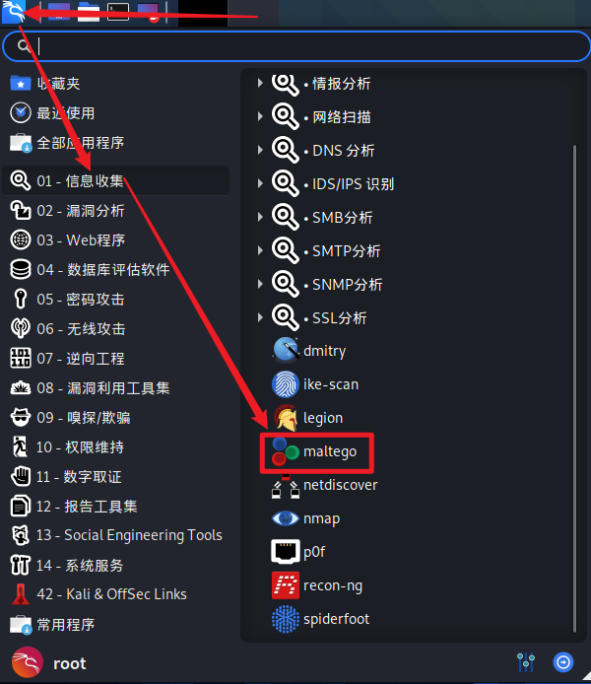 收藏夹
最近使用
全部应用程序
01 - 信息收集
02 - 漏洞分析
03 - Web程序
04 - 数据库评估软件
05 - 密码攻击
06 - 无线攻击
07 - 逆向工程
08 - 漏洞利用工具集
09 - 嗅探/欺骗
10 - 权限维持
11 - 数字取证
12 - 报告工具集
13 - Social Engineering Tools
14 - 系统服务
42 - Kali & OffSec Links
常用程序
• 情报分析
• 网络扫描
• DNS 分析
• IDS/IPS 识别
• SMB分析
• SMTP分析
• SNMP分析
• SSL分析
dmitry
ike-scan
legion
maltego
netdiscover
nmap
p0f
recon-ng
spiderfoot
root